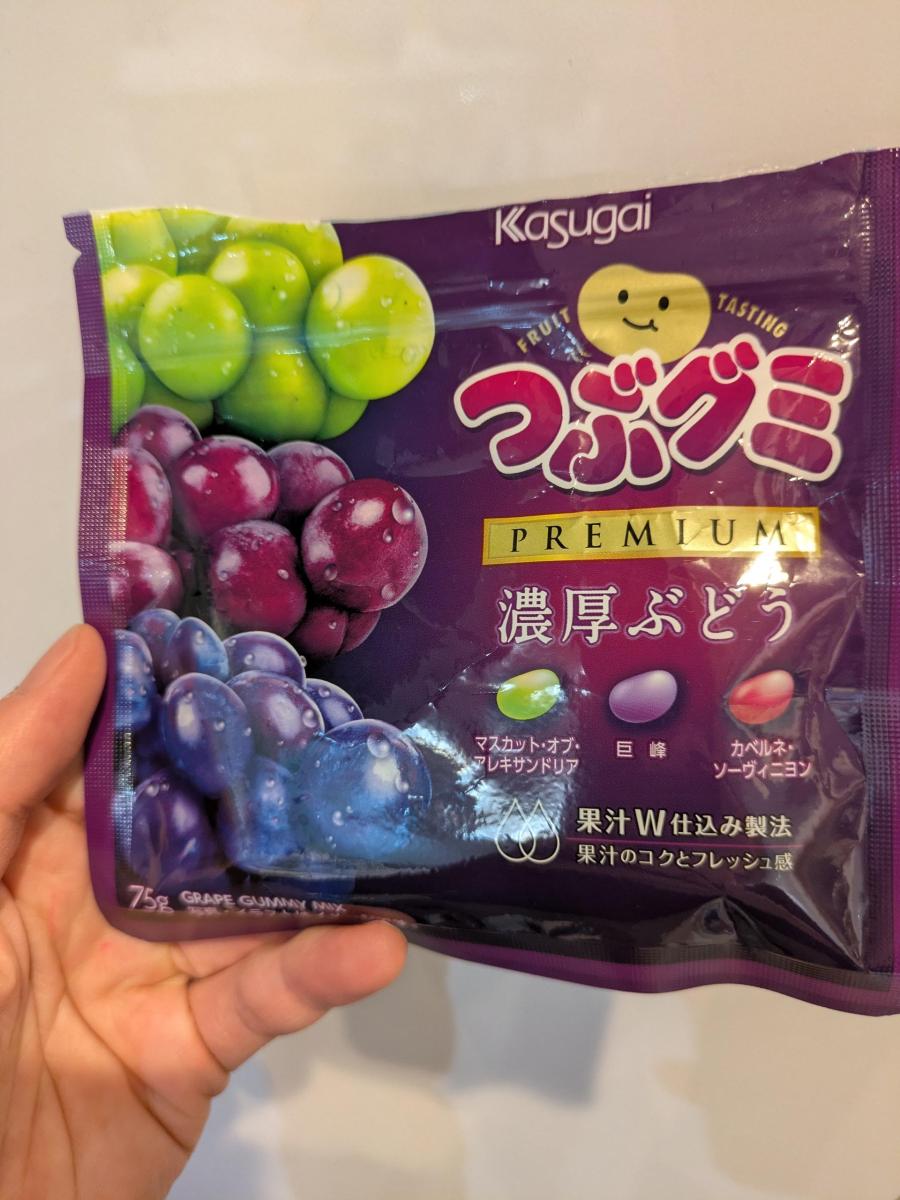 Kasugai
FRUIT TASTING
つぶグミ
PREMIUM
濃厚ぶどう
マスカット・オブ・
アレキサンドリア
巨峰
カベルネ・
ソーヴィニヨン
果汁W仕込み製法
果汁のコクとフレッシュ感
75g GRAPE GUMMY MIX